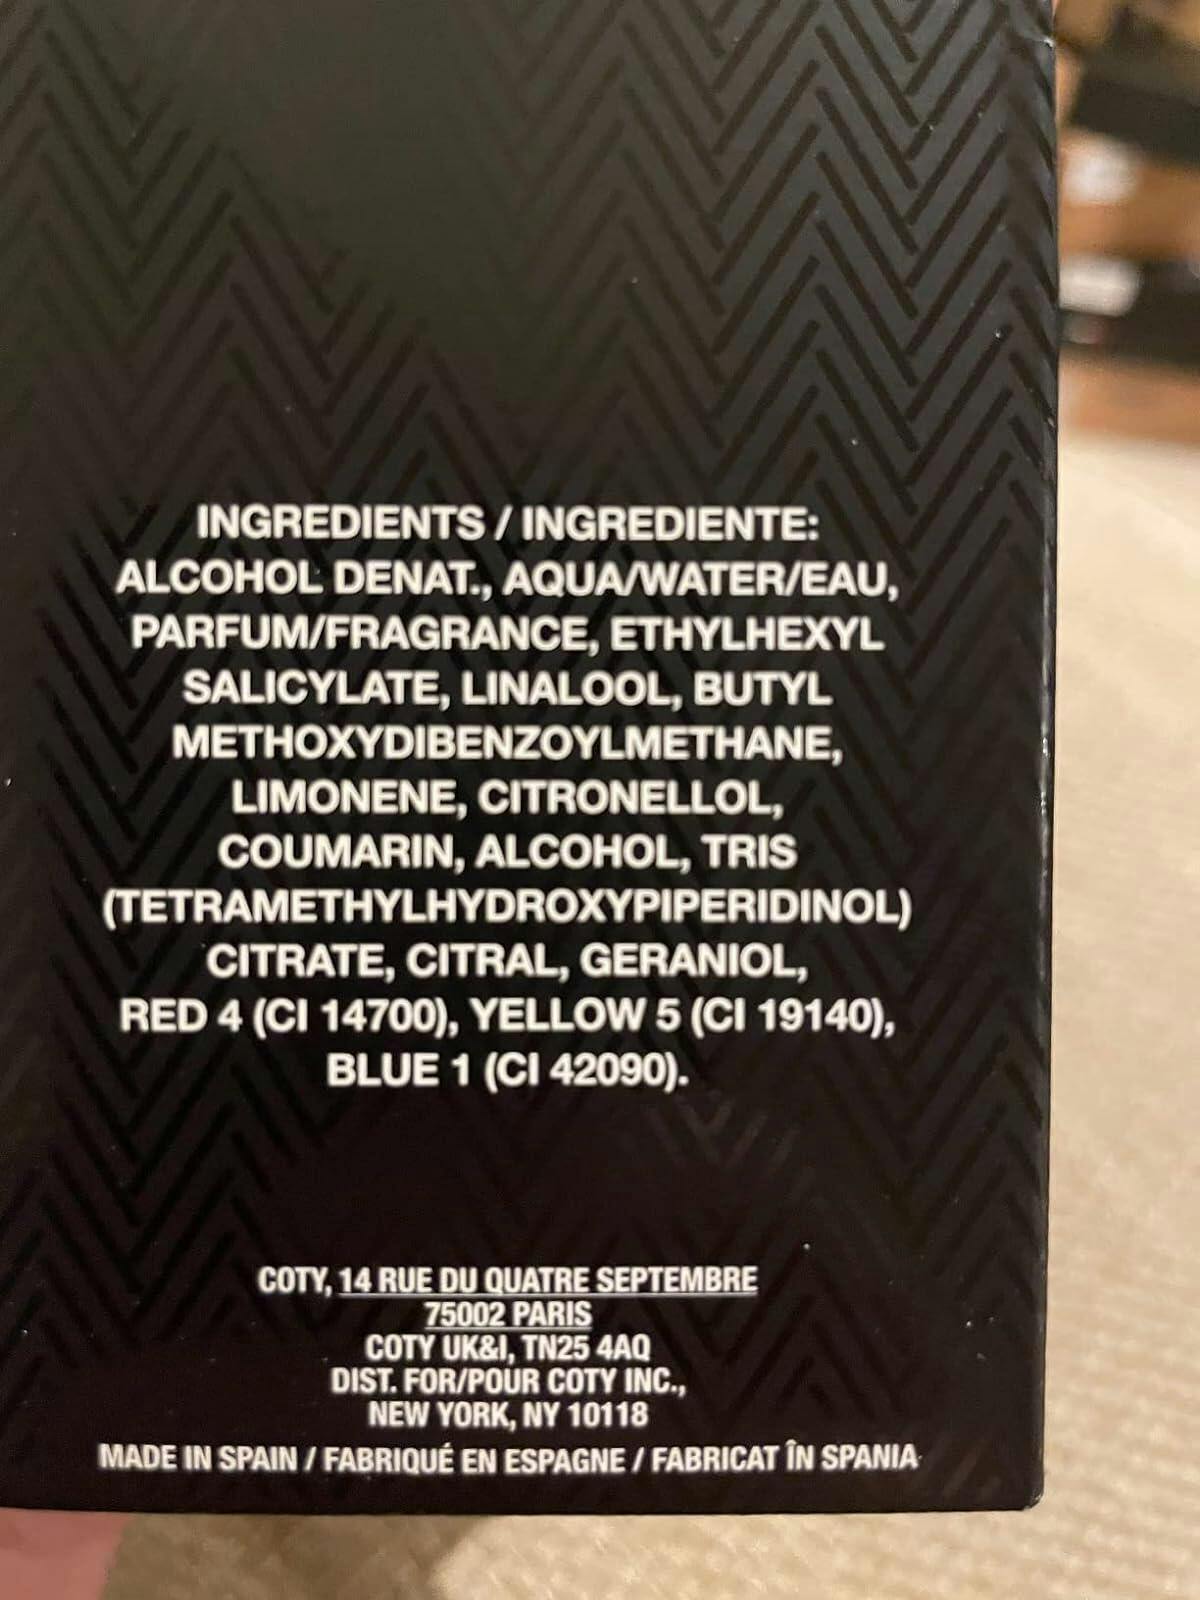 INGREDIENTS / INGREDIENTE:
ALCOHOL DENAT., AQUA/WATER/EAU,
PARFUM/FRAGRANCE, ETHYLHEXYL
SALICYLATE, LINALOOL, BUTYL
METHOXYDIBENZOYLMETHANE,
LIMONENE, CITRONELLOL,
COUMARIN, ALCOHOL, TRIS
(TETRAMETHYLHYDROXYPIPERIDINOL)
CITRATE, CITRAL, GERANIOL,
RED 4 (CI 14700), YELLOW 5 (CI 19140),
BLUE 1 (CI 42090).
COTY, 14 RUE DU QUATRE SEPTEMBRE
75002 PARIS
COTY UK&I, TN25 4AQ
DIST. FOR/POUR COTY INC.,
NEW YORK, NY 10118
MADE IN SPAIN / FABRIQUÉ EN ESPAGNE / FABRICAT ÎN SPANIA